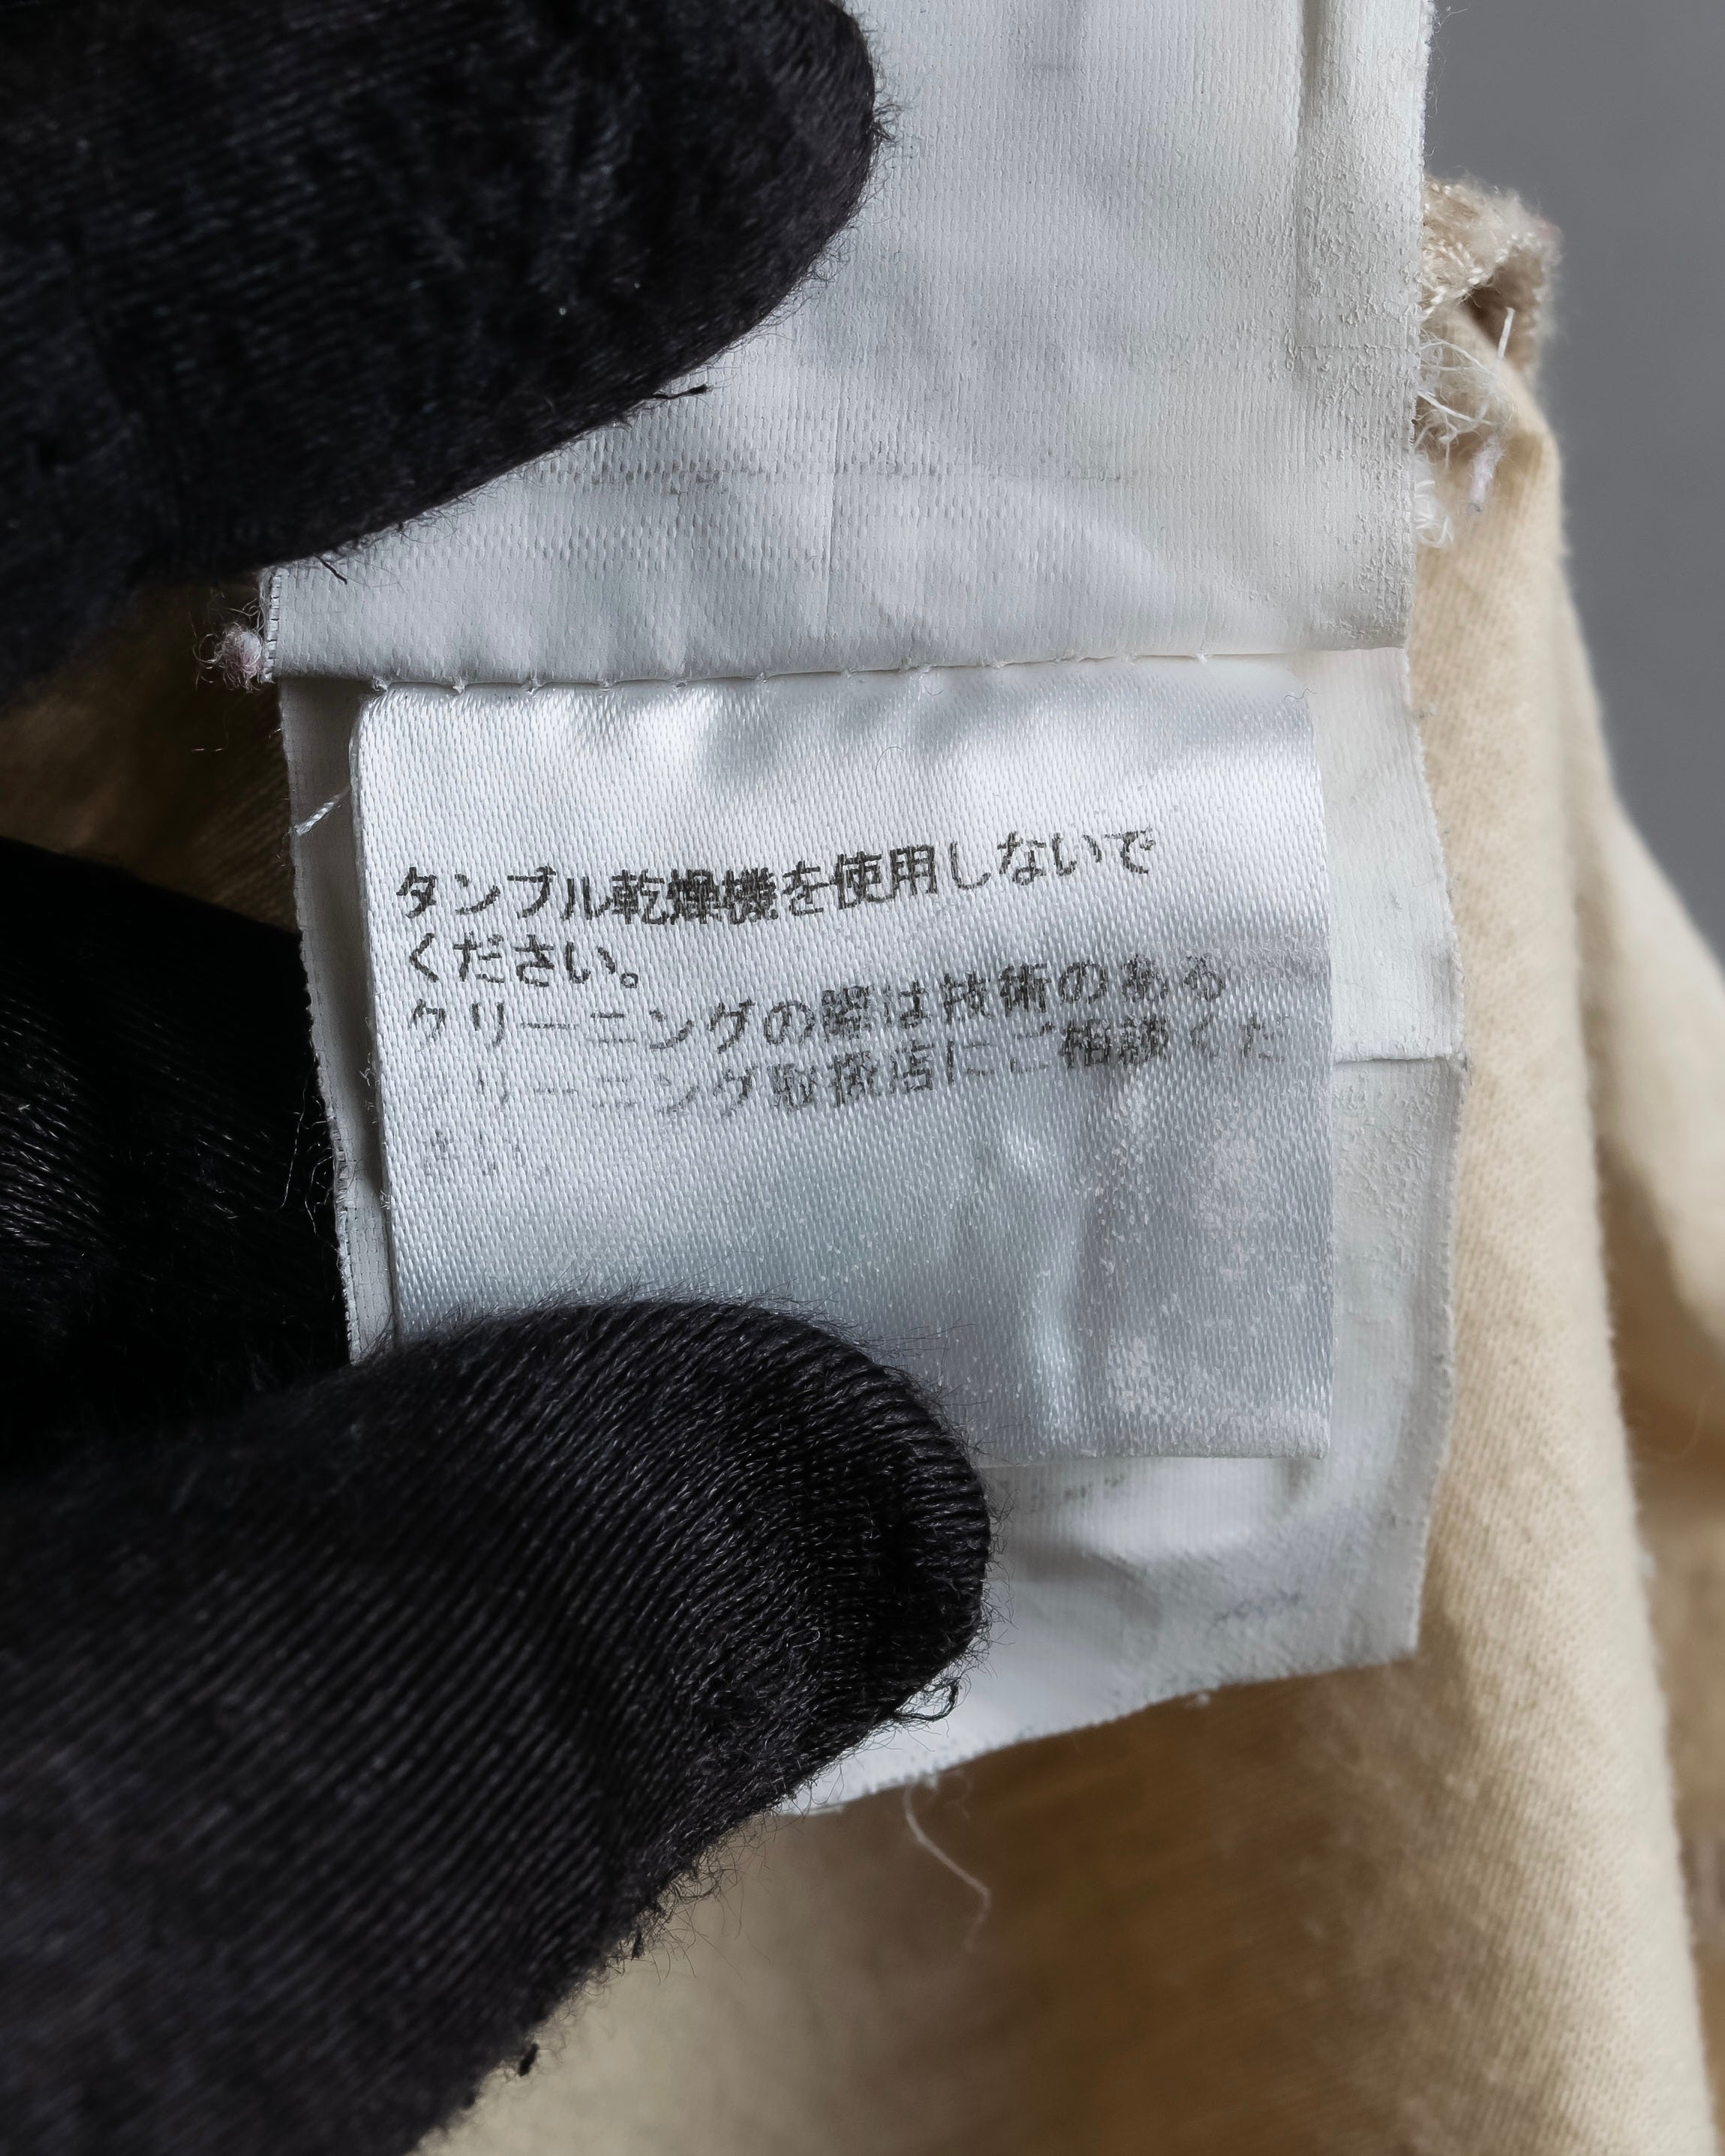 タンブル乾燥機を使用しないで
ください。
クリーニングの際は技術のある
クリーニング取扱店にご相談くだ
さい。